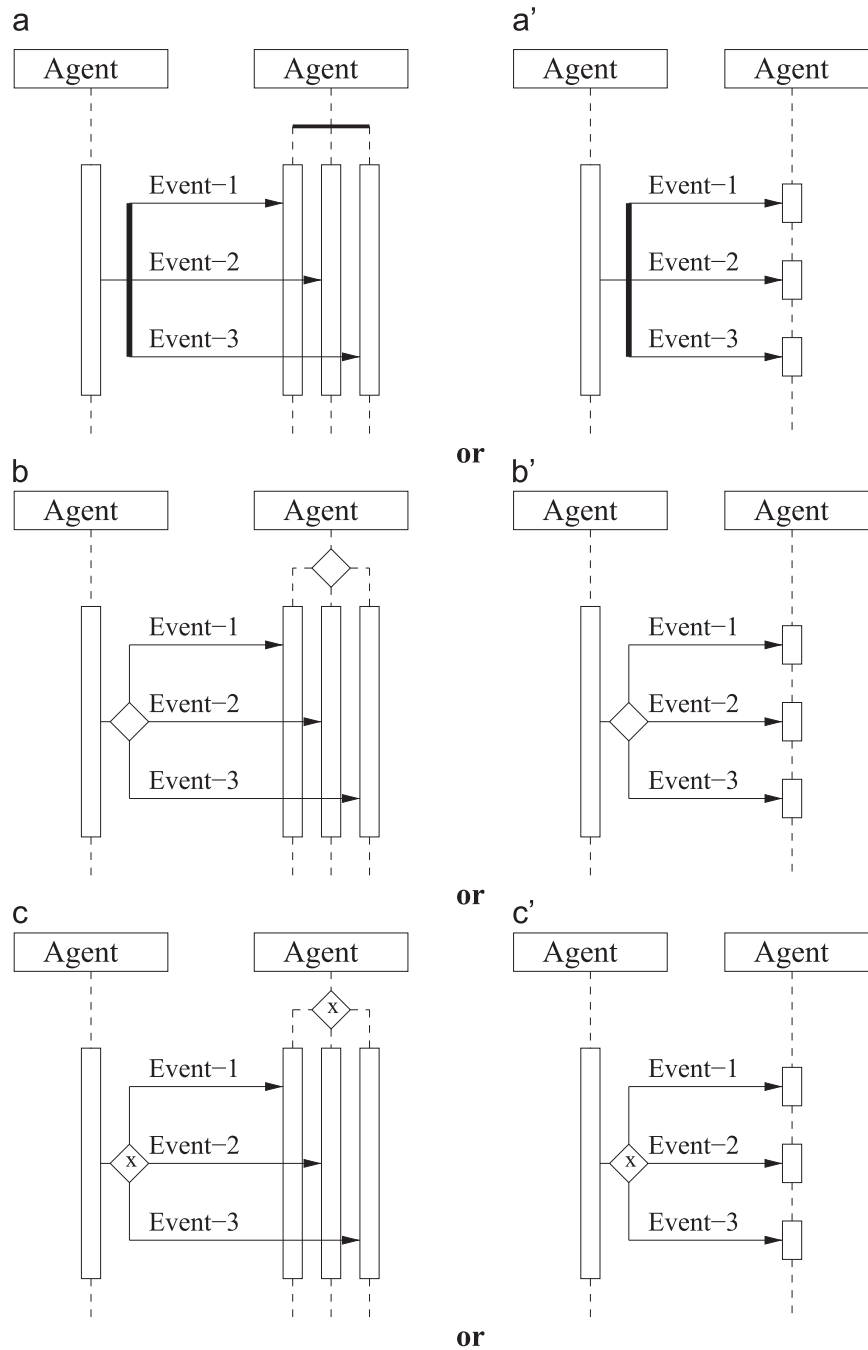 a a’
Agent Agent Agent Agent
Event−1 Event−1
Event−2 Event−2
Event−3 Event−3
or
b b’
Agent Agent Agent Agent
Event−1 Event−1
Event−2 Event−2
Event−3 Event−3
or
c c’
Agent Agent Agent Agent
x
Event−1 Event−1
x Event−2 x Event−2
Event−3 Event−3
or